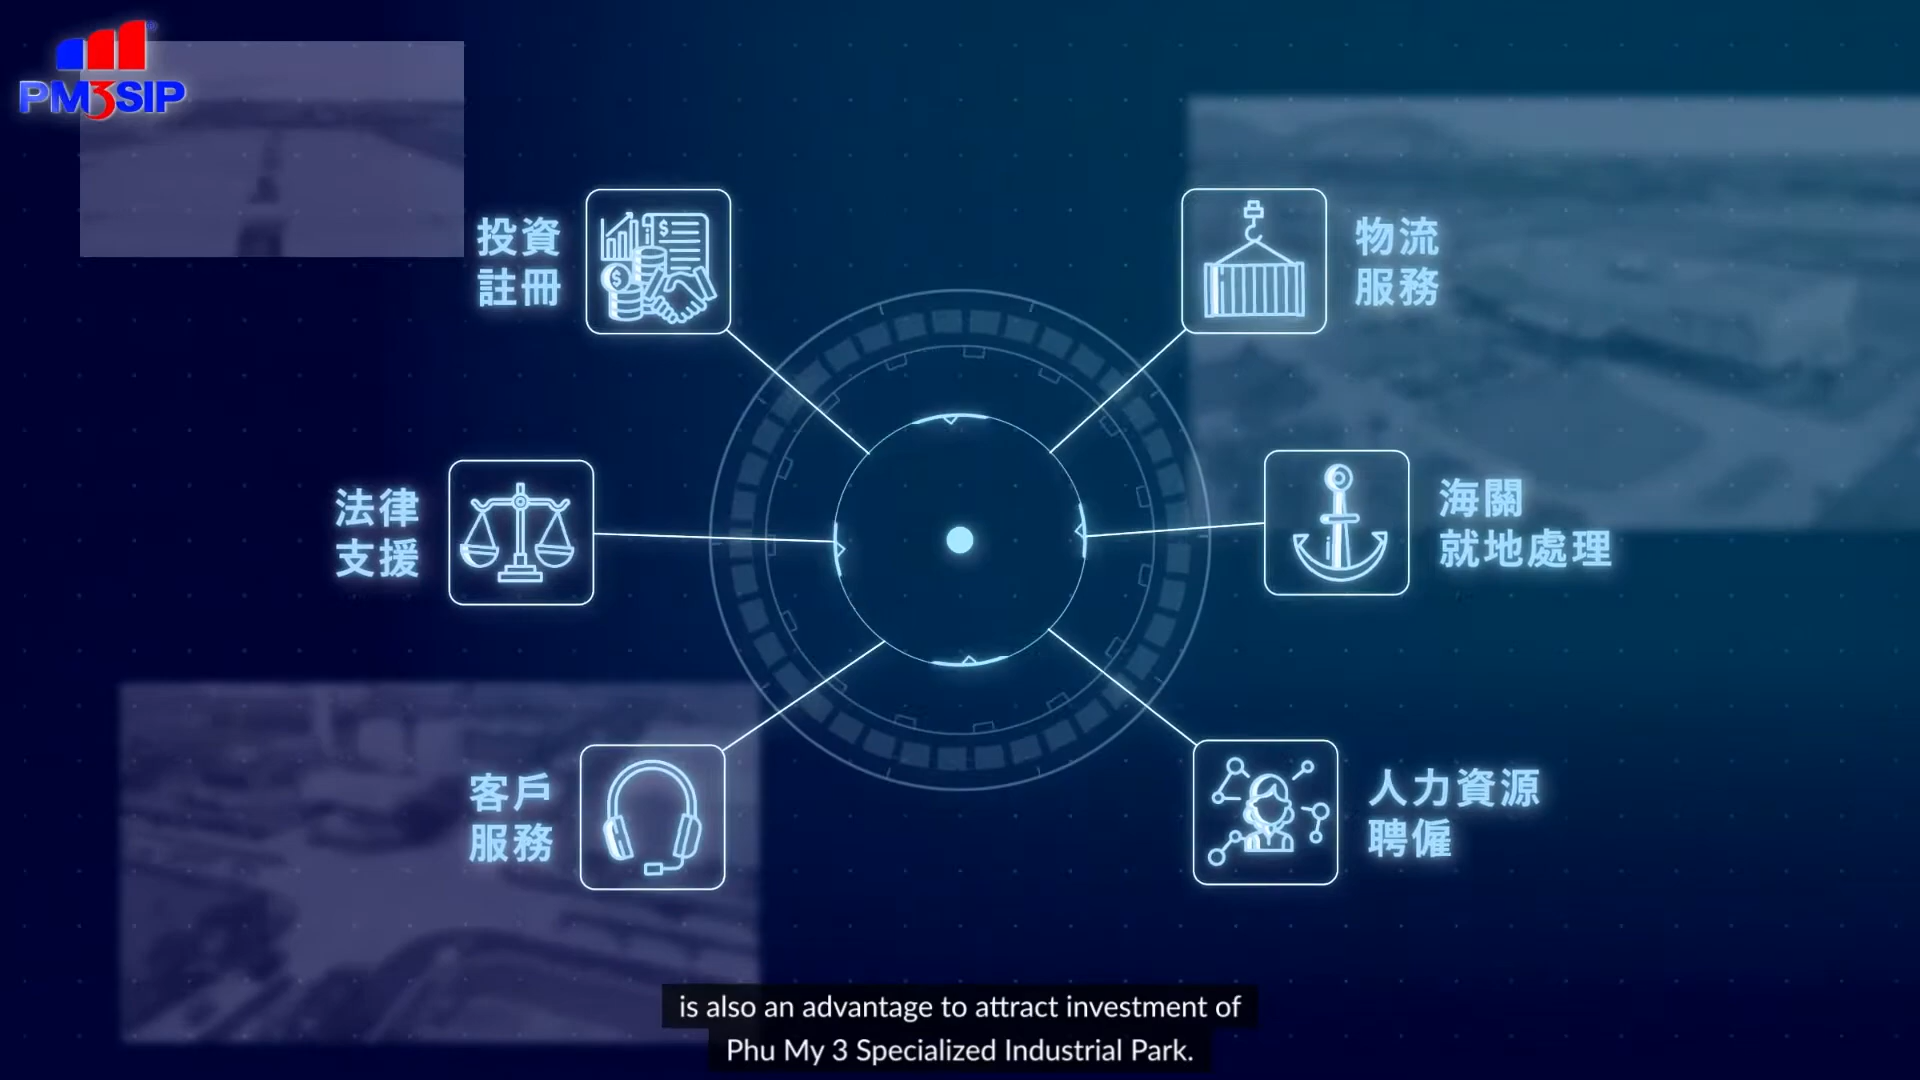 PM3SIP
投資
註冊
物流
服務
法律
支援
海關
就地處理
客戶
服務
人力資源
聘僱
is also an advantage to attract investment of
Phu My 3 Specialized Industrial Park.